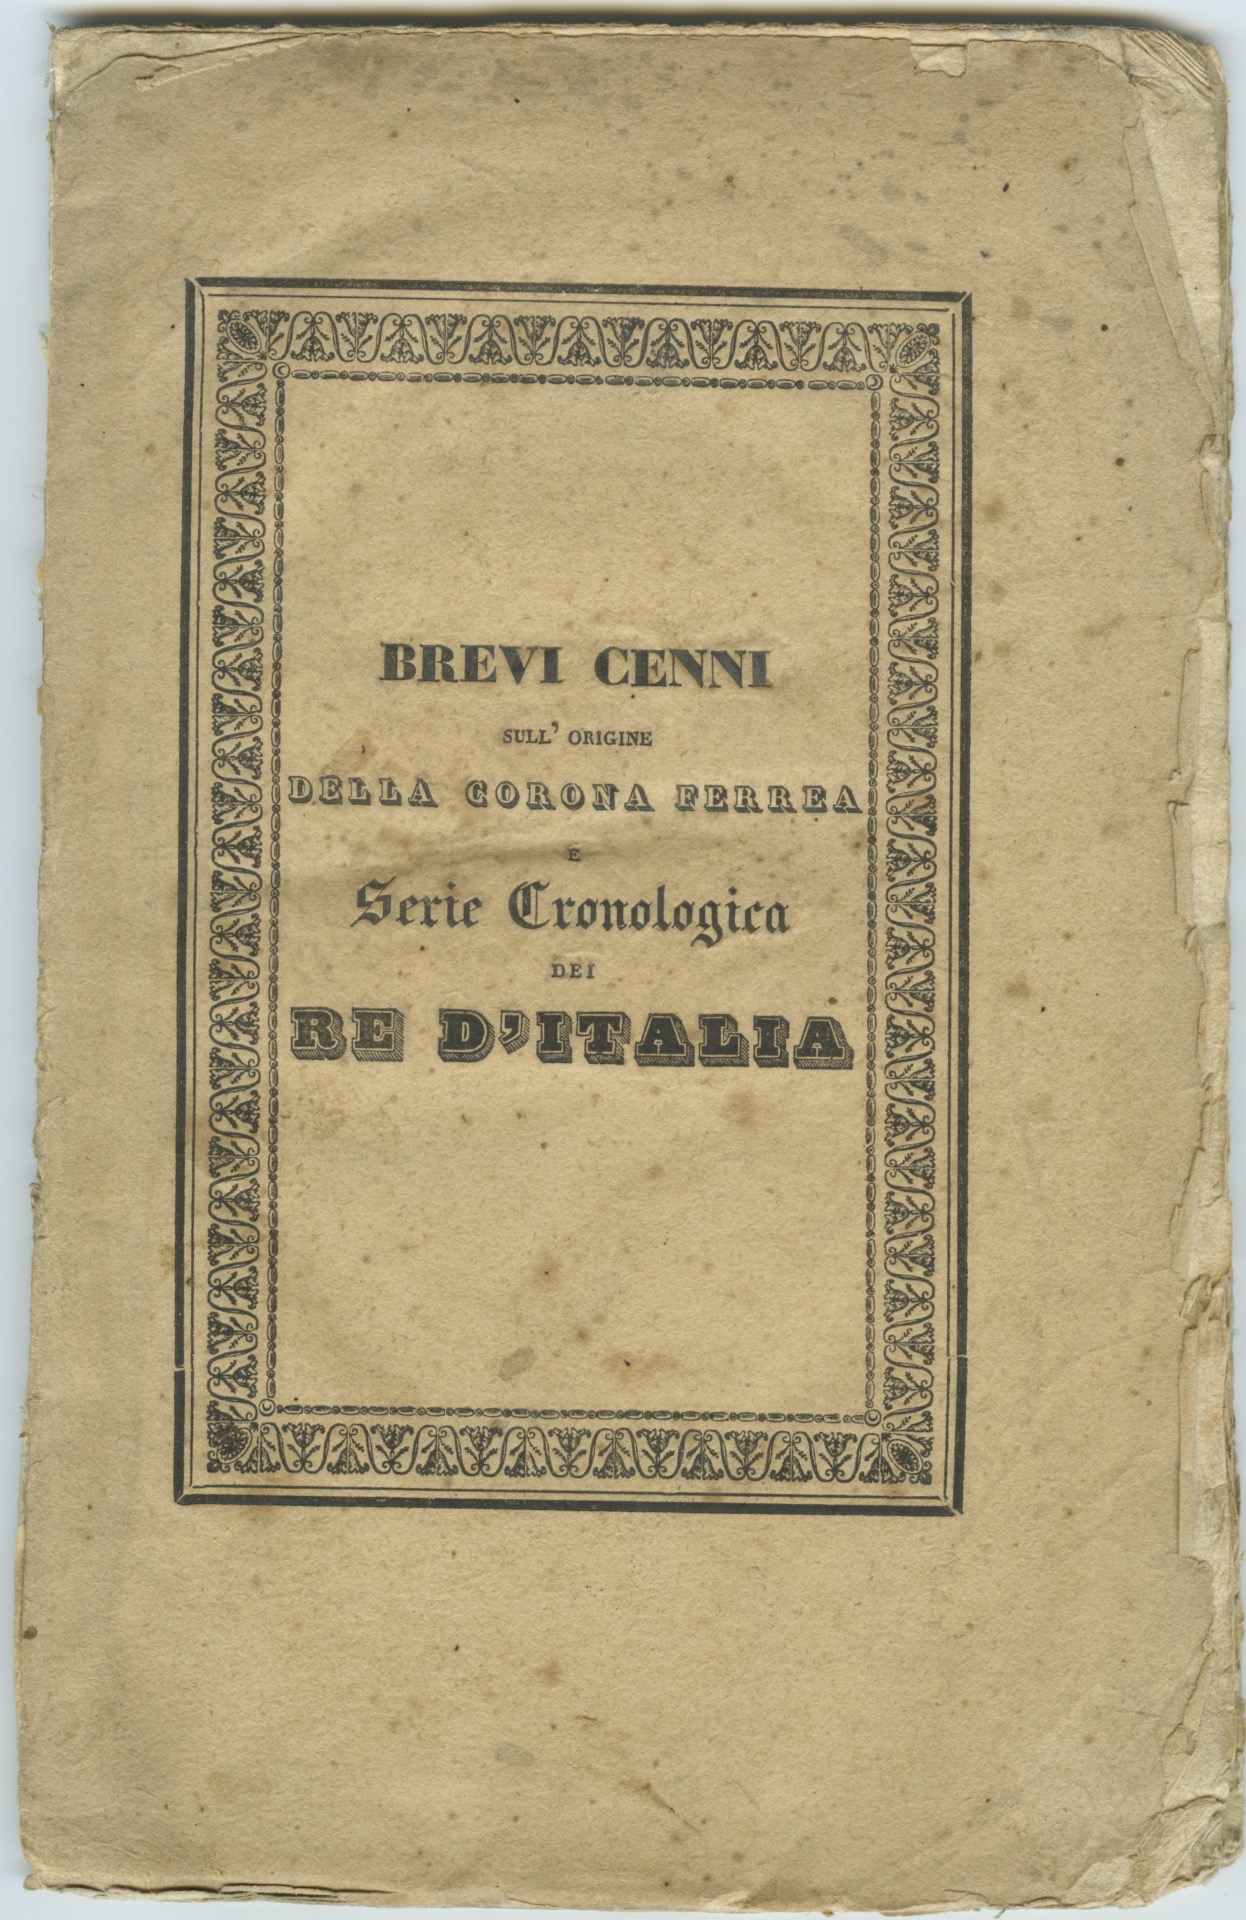 BREVI CENNI
SULL' ORIGINE
DELLA CORONA FERREA
E
Serie Cronologica
DEI
RE D'ITALIA